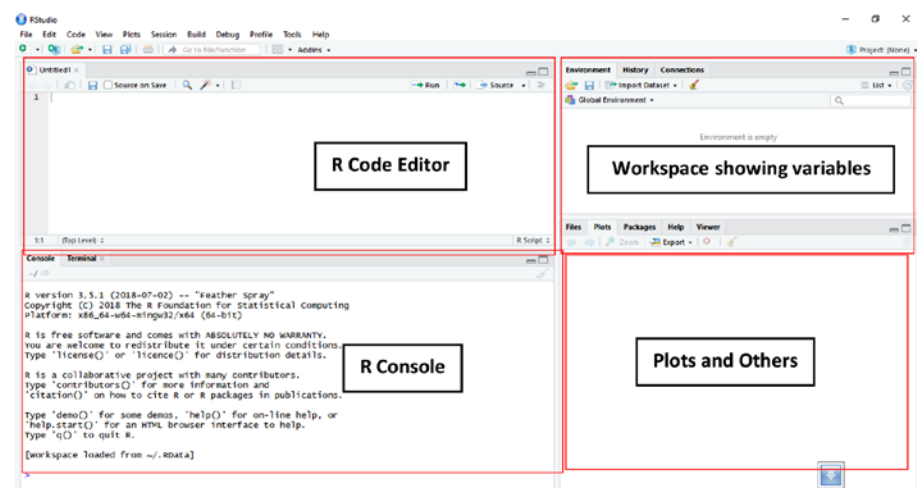 RStudio
File Edit Code View Plots Session Build Debug Profile Tools Help
Go to file/function Addins Project: (None)
Untitled1
Source on Save Run Source
1
R Code Editor
1:1 (Top Level) R Script
Environment History Connections
Import Dataset List
Global Environment
Environment is empty
Workspace showing variables
Files Plots Packages Help Viewer
Zoom Export
Plots and Others
Console Terminal
~/
R version 3.5.1 (2018-07-02) -- "Feather Spray"
Copyright (C) 2018 The R Foundation for Statistical Computing
Platform: x86_64-w64-mingw32/x64 (64-bit)
R is free software and comes with ABSOLUTELY NO WARRANTY.
You are welcome to redistribute it under certain conditions.
Type 'license()' or 'licence()' for distribution details.
R Console
R is a collaborative project with many contributors.
Type 'contributors()' for more information and
'citation()' on how to cite R or R packages in publications.
Type 'demo()' for some demos, 'help()' for on-line help, or
'help.start()' for an HTML browser interface to help.
Type 'q()' to quit R.
[Workspace loaded from ~/.RData]
>